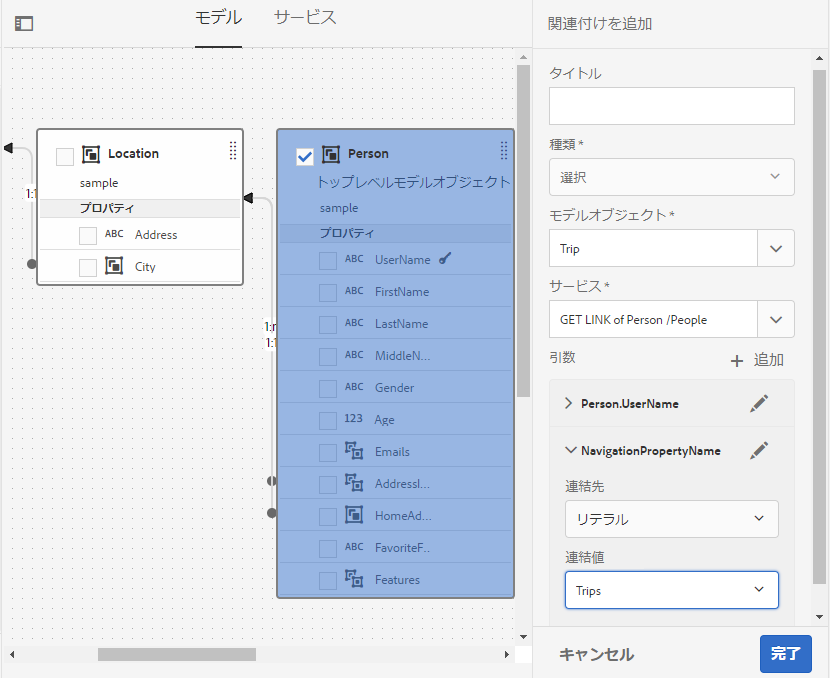 モデル
サービス
Location
sample
プロパティ
ABC Address
City
1:1
1:1
Person
トップレベルモデルオブジェクト
sample
プロパティ
ABC UserName
ABC FirstName
ABC LastName
ABC MiddleN...
ABC Gender
123 Age
Emails
AddressI...
HomeAd...
ABC FavoriteF..
Features
関連付けを追加
タイトル
種類*
選択
モデルオブジェクト*
Trip
サービス*
GET LINK of Person /People
引数
追加
Person.UserName
NavigationPropertyName
連結先
リテラル
連結値
Trips
キャンセル
完了